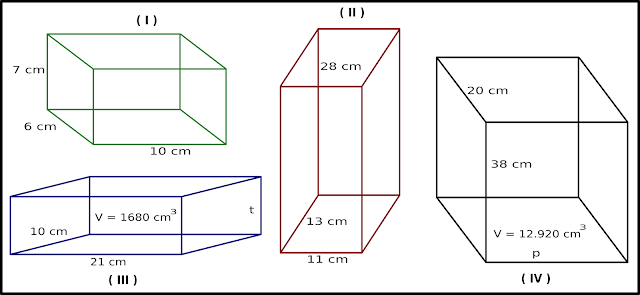 ( I )
7 cm
6 cm
10 cm
( II )
28 cm
13 cm
11 cm
V = 1680 cm³
10 cm
t
21 cm
( III )
20 cm
38 cm
V = 12.920 cm³
p
( IV )